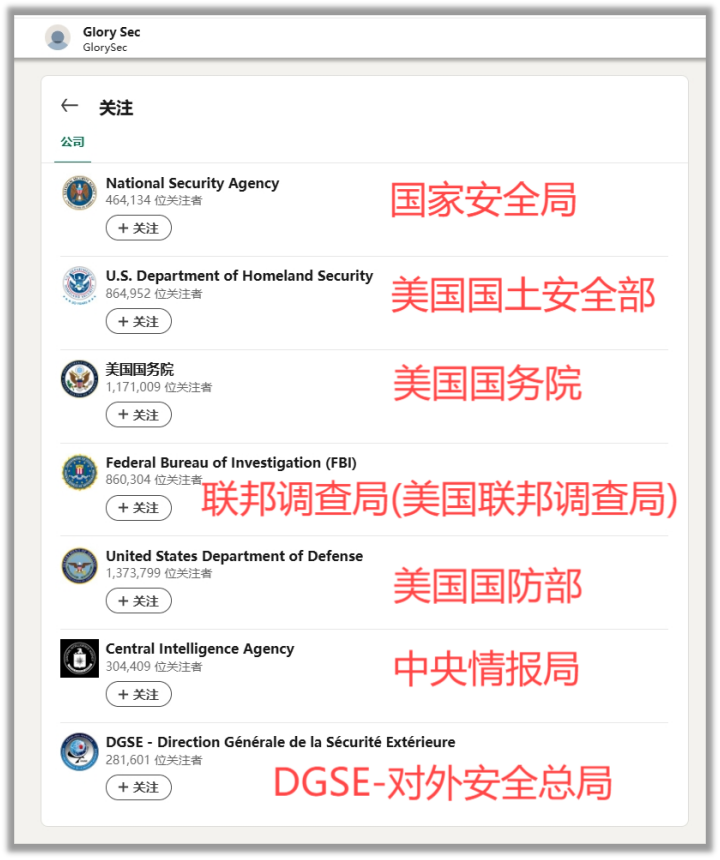 Glory Sec
GlorySec
← 关注
公司
National Security Agency
464,134 位关注者
国家安全局
+ 关注
U.S. Department of Homeland Security
864,952 位关注者
美国国土安全部
+ 关注
美国国务院
1,171,009 位关注者
美国国务院
+ 关注
Federal Bureau of Investigation (FBI)
860,304 位关注者
联邦调查局(美国联邦调查局)
+ 关注
United States Department of Defense
1,373,799 位关注者
美国国防部
+ 关注
Central Intelligence Agency
304,409 位关注者
中央情报局
+ 关注
DGSE - Direction Générale de la Sécurité Extérieure
281,601 位关注者
DGSE-对外安全总局
+ 关注